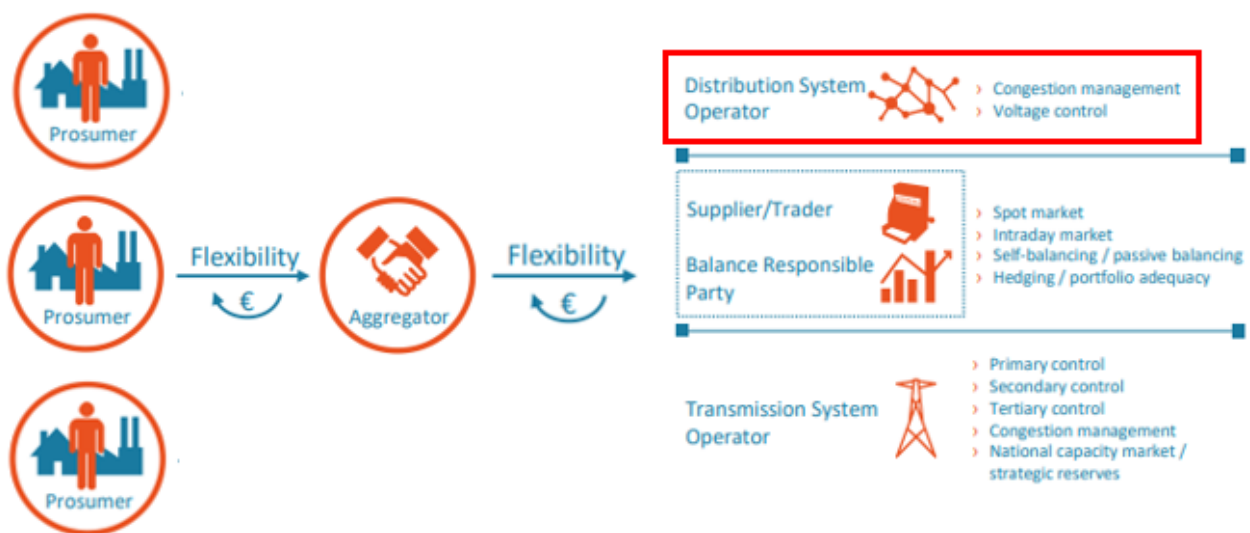 Prosumer
Prosumer
Prosumer
Flexibility
€
Aggregator
Flexibility
€
Distribution System
Operator
› Congestion management
› Voltage control
Supplier/Trader
Balance Responsible
Party
› Spot market
› Intraday market
› Self-balancing / passive balancing
› Hedging / portfolio adequacy
Transmission System
Operator
› Primary control
› Secondary control
› Tertiary control
› Congestion management
› National capacity market /
strategic reserves